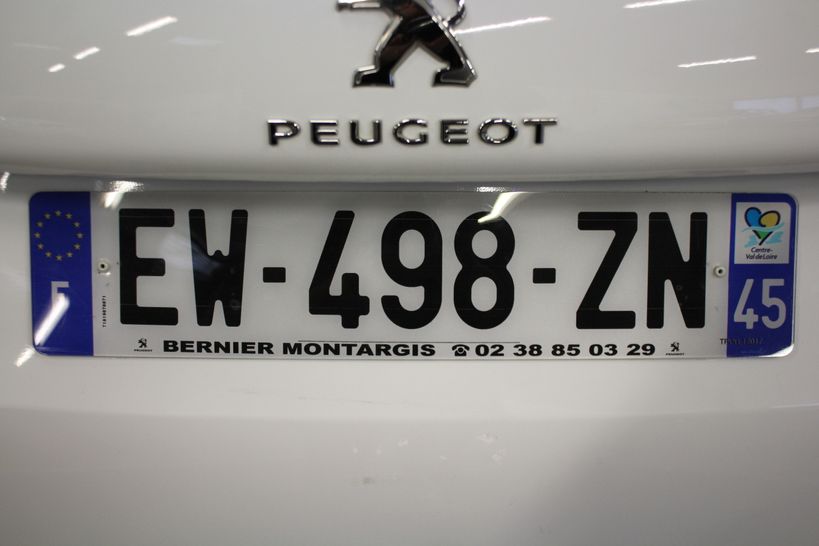 PEUGEOT
F EW-498-ZN Centre-Val de Loire 45
BERNIER MONTARGIS ☎ 02 38 85 03 29